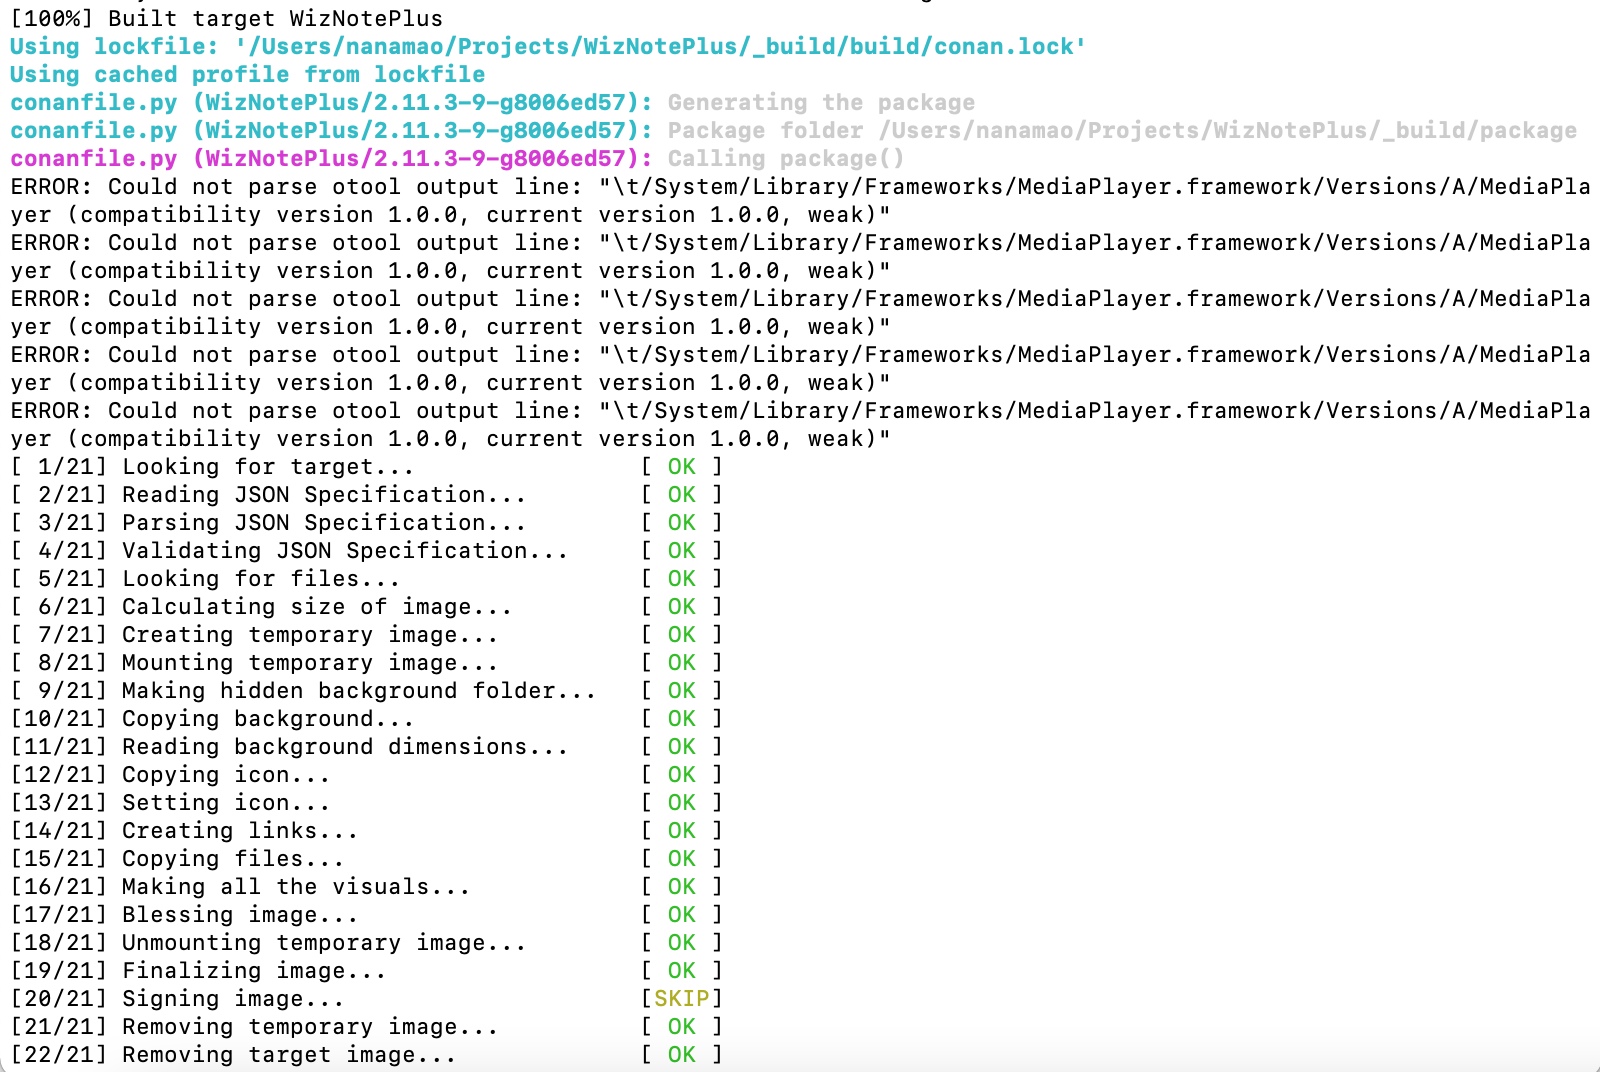 [100%] Built target WizNotePlus
Using lockfile: '/Users/nanamao/Projects/WizNotePlus/_build/build/conan.lock'
Using cached profile from lockfile
conanfile.py (WizNotePlus/2.11.3-9-g8006ed57): Generating the package
conanfile.py (WizNotePlus/2.11.3-9-g8006ed57): Package folder /Users/nanamao/Projects/WizNotePlus/_build/package
conanfile.py (WizNotePlus/2.11.3-9-g8006ed57): Calling package()
ERROR: Could not parse otool output line: "\t/System/Library/Frameworks/MediaPlayer.framework/Versions/A/MediaPla
yer (compatibility version 1.0.0, current version 1.0.0, weak)"
ERROR: Could not parse otool output line: "\t/System/Library/Frameworks/MediaPlayer.framework/Versions/A/MediaPla
yer (compatibility version 1.0.0, current version 1.0.0, weak)"
ERROR: Could not parse otool output line: "\t/System/Library/Frameworks/MediaPlayer.framework/Versions/A/MediaPla
yer (compatibility version 1.0.0, current version 1.0.0, weak)"
ERROR: Could not parse otool output line: "\t/System/Library/Frameworks/MediaPlayer.framework/Versions/A/MediaPla
yer (compatibility version 1.0.0, current version 1.0.0, weak)"
ERROR: Could not parse otool output line: "\t/System/Library/Frameworks/MediaPlayer.framework/Versions/A/MediaPla
yer (compatibility version 1.0.0, current version 1.0.0, weak)"
[ 1/21] Looking for target...                [ OK ]
[ 2/21] Reading JSON Specification...        [ OK ]
[ 3/21] Parsing JSON Specification...        [ OK ]
[ 4/21] Validating JSON Specification...     [ OK ]
[ 5/21] Looking for files...                 [ OK ]
[ 6/21] Calculating size of image...         [ OK ]
[ 7/21] Creating temporary image...          [ OK ]
[ 8/21] Mounting temporary image...          [ OK ]
[ 9/21] Making hidden background folder...   [ OK ]
[10/21] Copying background...                [ OK ]
[11/21] Reading background dimensions...     [ OK ]
[12/21] Copying icon...                      [ OK ]
[13/21] Setting icon...                      [ OK ]
[14/21] Creating links...                    [ OK ]
[15/21] Copying files...                     [ OK ]
[16/21] Making all the visuals...            [ OK ]
[17/21] Blessing image...                    [ OK ]
[18/21] Unmounting temporary image...        [ OK ]
[19/21] Finalizing image...                  [ OK ]
[20/21] Signing image...                     [SKIP]
[21/21] Removing temporary image...          [ OK ]
[22/21] Removing target image...             [ OK ]